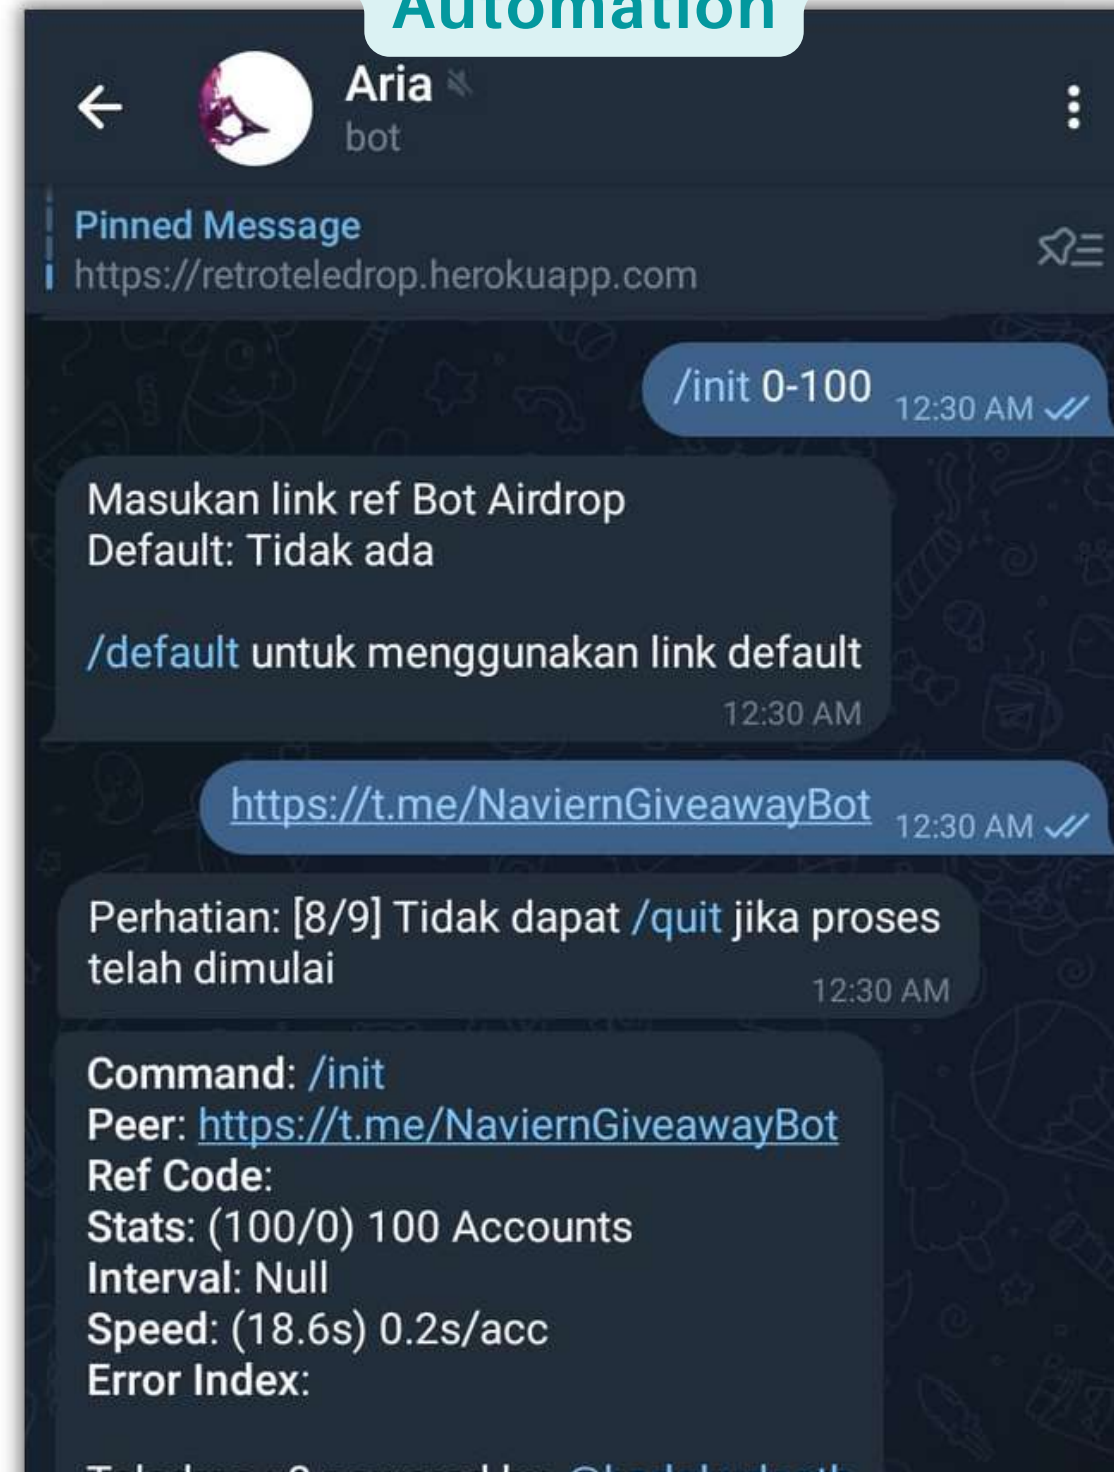 Automation
Aria
bot
Pinned Message
https://retroteledrop.herokuapp.com
/init 0-100
12:30 AM
Masukan link ref Bot Airdrop
Default: Tidak ada
/default untuk menggunakan link default
12:30 AM
https://t.me/NaviernGiveawayBot
12:30 AM
Perhatian: [8/9] Tidak dapat /quit jika proses
telah dimulai
12:30 AM
Command: /init
Peer: https://t.me/NaviernGiveawayBot
Ref Code:
Stats: (100/0) 100 Accounts
Interval: Null
Speed: (18.6s) 0.2s/acc
Error Index: